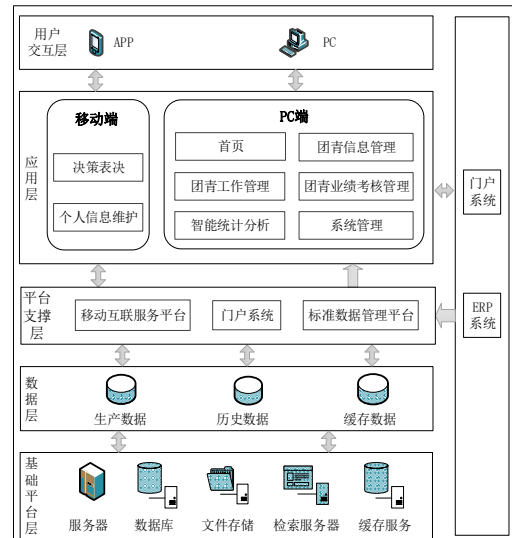 用户
交互层
APP
PC
应
用
层
移动端
决策表决
个人信息维护
PC端
首页
团青信息管理
团青工作管理
团青业绩考核管理
智能统计分析
系统管理
门户
系统
平台
支撑
层
移动互联服务平台
门户系统
标准数据管理平台
ERP
系统
数
据
层
生产数据
历史数据
缓存数据
基
础
平
台
层
服务器
数据库
文件存储
检索服务器
缓存服务